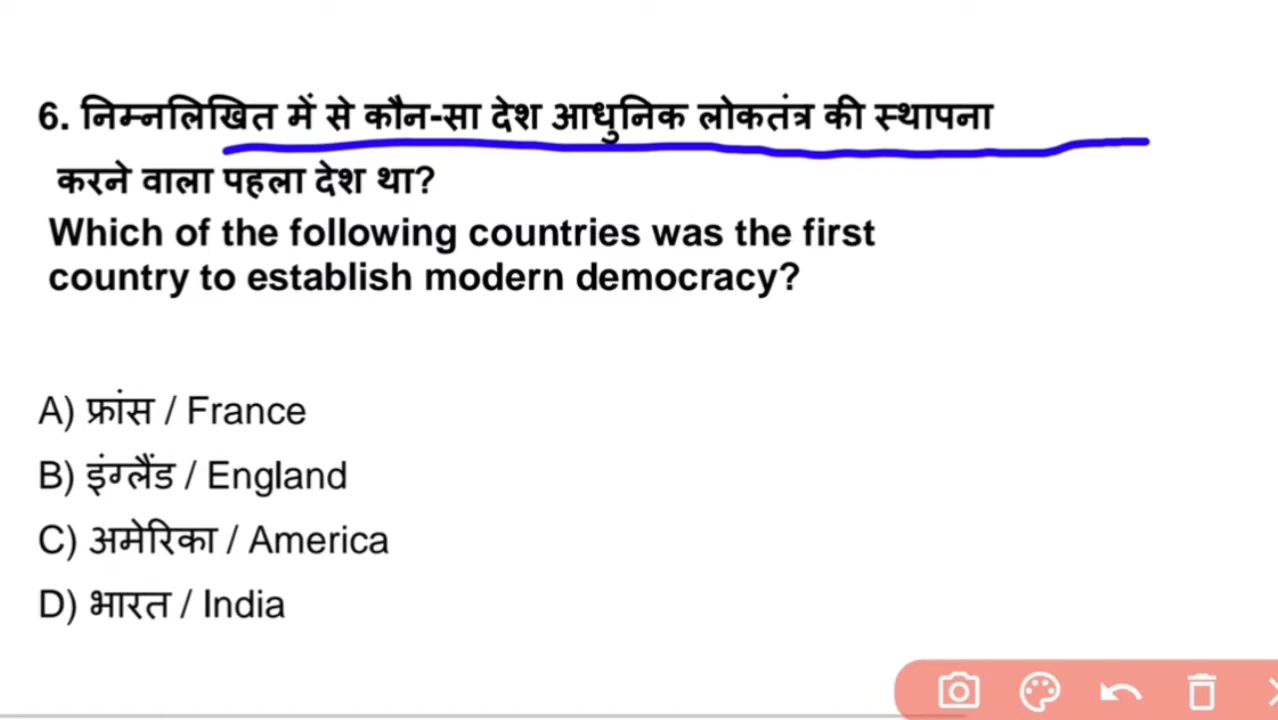 6. निम्नलिखित में से कौन-सा देश आधुनिक लोकतंत्र की स्थापना
करने वाला पहला देश था?
Which of the following countries was the first
country to establish modern democracy?
A) फ्रांस / France
B) इंग्लैंड / England
C) अमेरिका / America
D) भारत / India